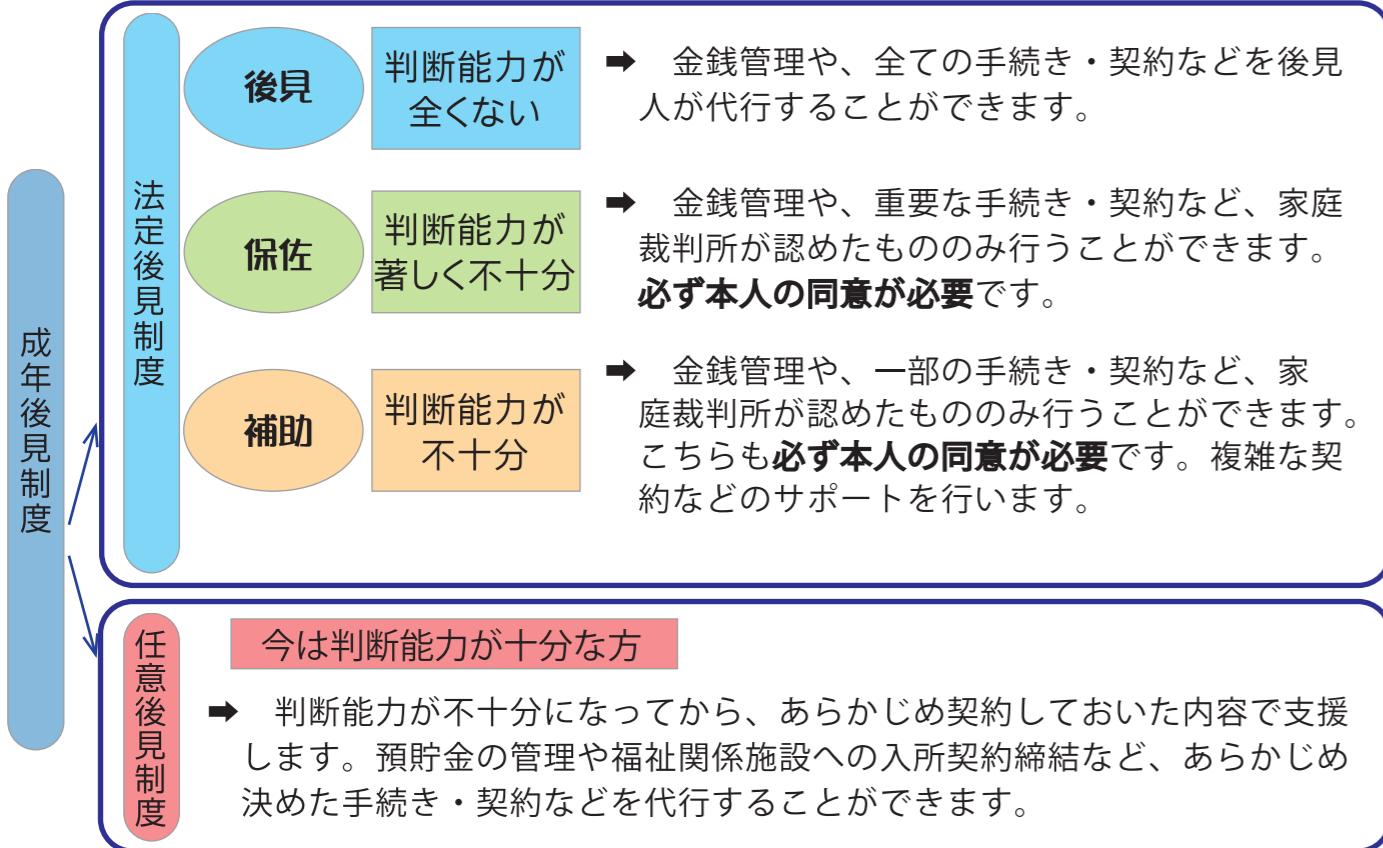 成年後見制度
法定後見制度
後見
判断能力が
全くない
➡ 金銭管理や、全ての手続き・契約などを後見
人が代行することができます。
保佐
判断能力が
著しく不十分
➡ 金銭管理や、重要な手続き・契約など、家庭
裁判所が認めたもののみ行うことができます。
必ず本人の同意が必要です。
補助
判断能力が
不十分
➡ 金銭管理や、一部の手続き・契約など、家
庭裁判所が認めたもののみ行うことができます。
こちらも必ず本人の同意が必要です。複雑な契
約などのサポートを行います。
任意後見制度
今は判断能力が十分な方
➡ 判断能力が不十分になってから、あらかじめ契約しておいた内容で支援
します。預貯金の管理や福祉関係施設への入所契約締結など、あらかじめ
決めた手続き・契約などを代行することができます。